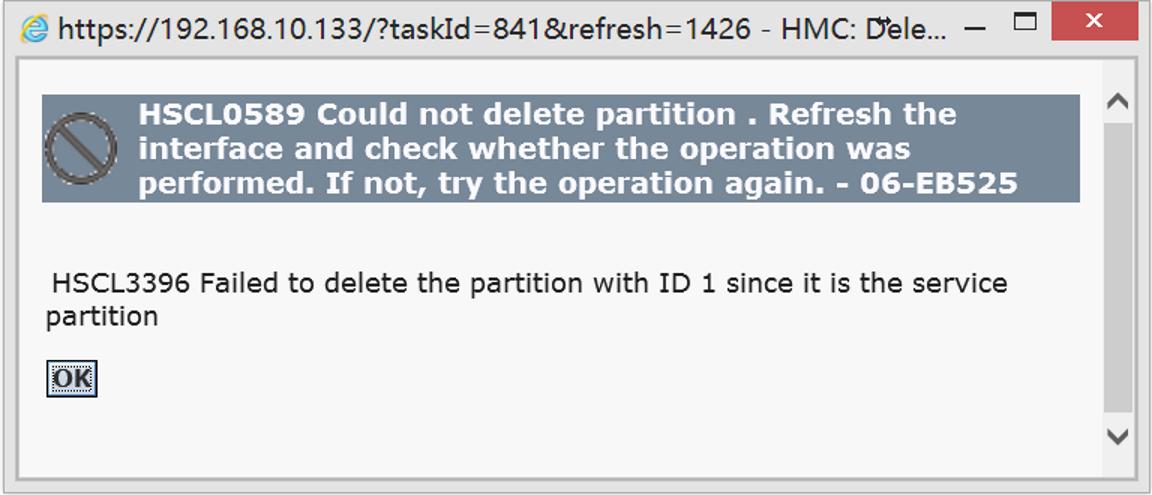 https://192.168.10.133/?taskId=841&refresh=1426 - HMC: Dele...
HSCL0589 Could not delete partition . Refresh the
interface and check whether the operation was
performed. If not, try the operation again. - 06-EB525
HSCL3396 Failed to delete the partition with ID 1 since it is the service
partition
OK